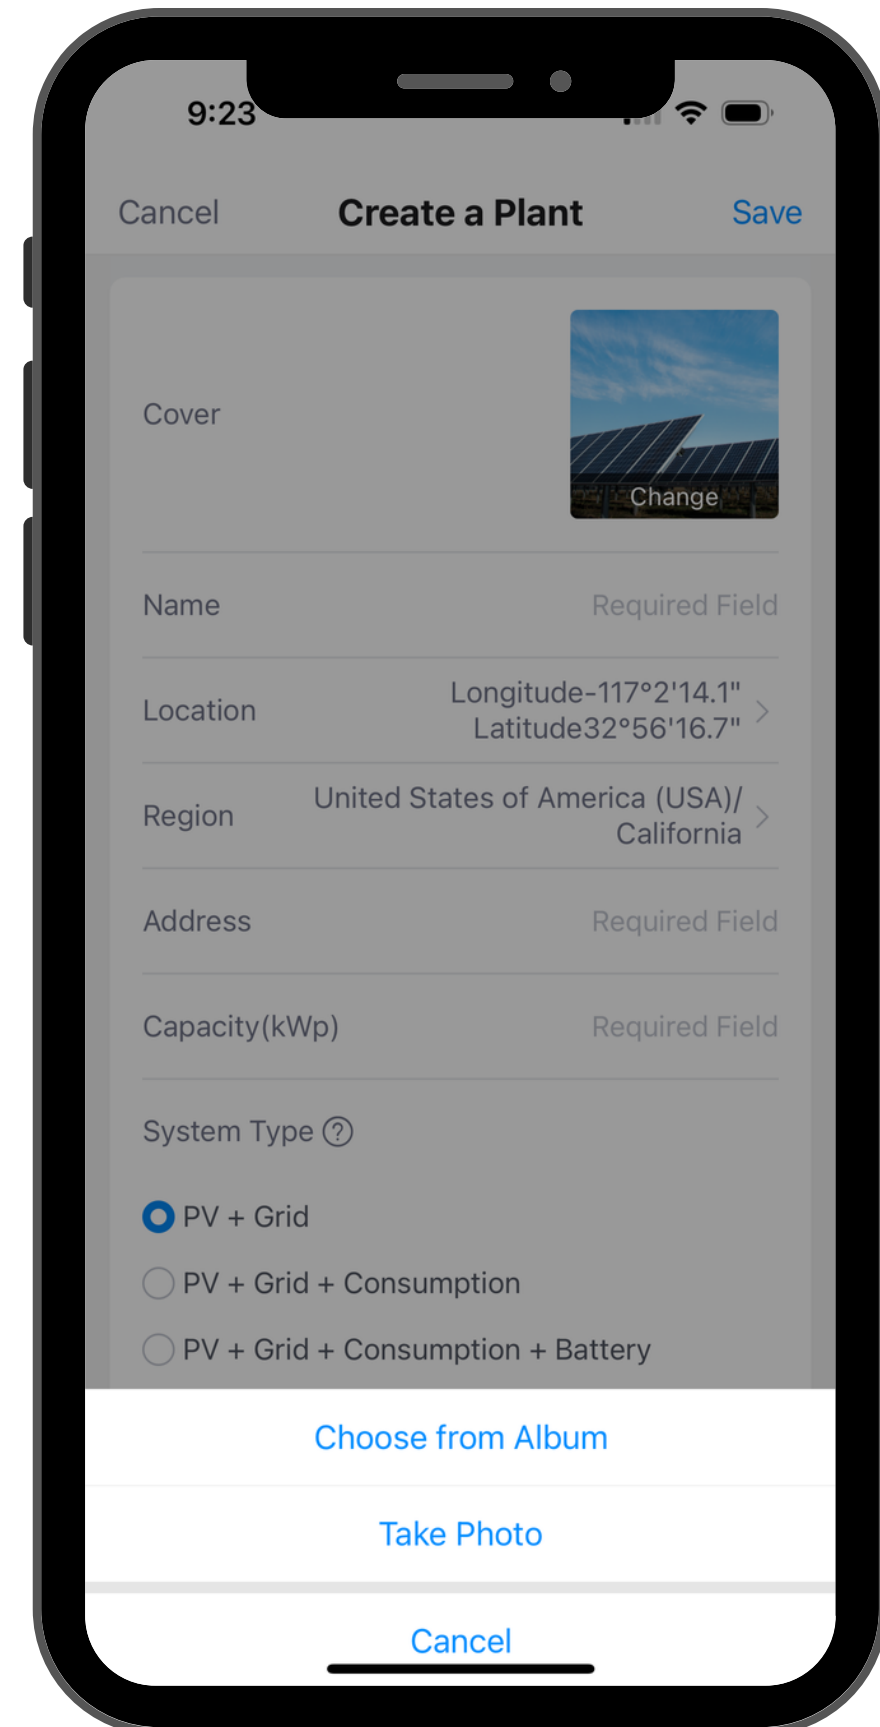 9:23
Cancel
Create a Plant
Save
Cover
Change
Name
Required Field
Location
Longitude-117°2'14.1"
Latitude32°56'16.7"
Region
United States of America (USA)/
California
Address
Required Field
Capacity(kWp)
Required Field
System Type ?
PV + Grid
PV + Grid + Consumption
PV + Grid + Consumption + Battery
Choose from Album
Take Photo
Cancel